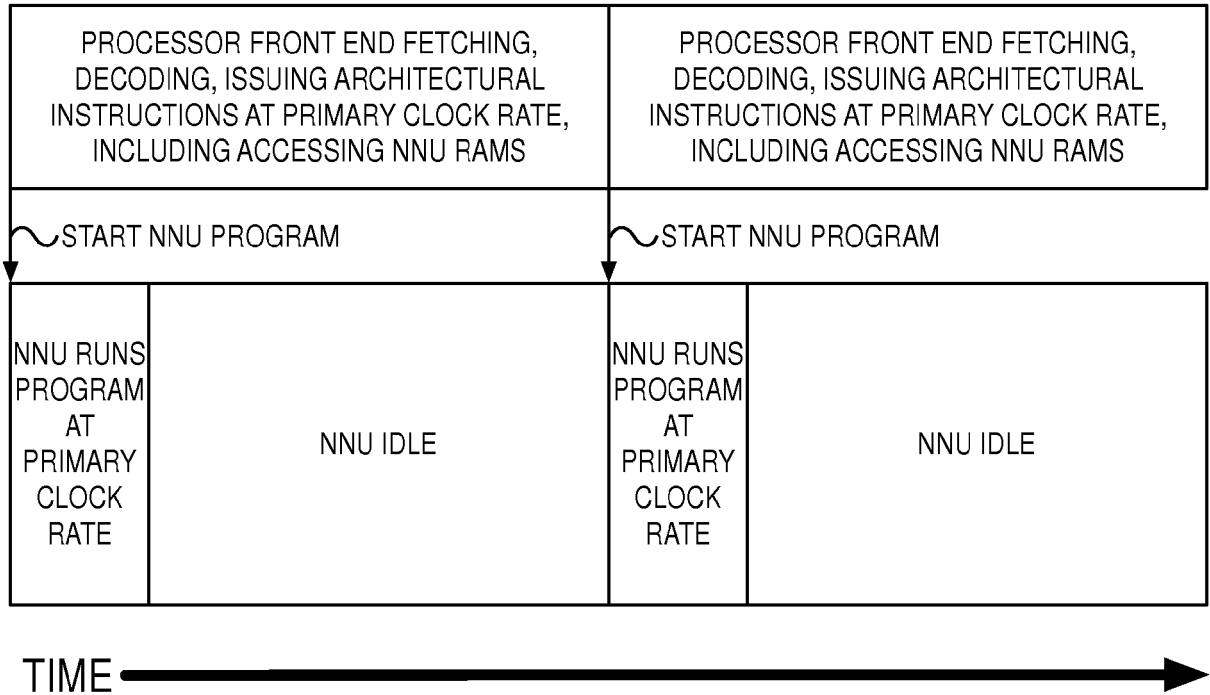 PROCESSOR FRONT END FETCHING,
DECODING, ISSUING ARCHITECTURAL
INSTRUCTIONS AT PRIMARY CLOCK RATE,
INCLUDING ACCESSING NNU RAMS
PROCESSOR FRONT END FETCHING,
DECODING, ISSUING ARCHITECTURAL
INSTRUCTIONS AT PRIMARY CLOCK RATE,
INCLUDING ACCESSING NNU RAMS
START NNU PROGRAM
START NNU PROGRAM
NNU RUNS
PROGRAM
AT
PRIMARY
CLOCK
RATE
NNU IDLE
NNU RUNS
PROGRAM
AT
PRIMARY
CLOCK
RATE
NNU IDLE
TIME